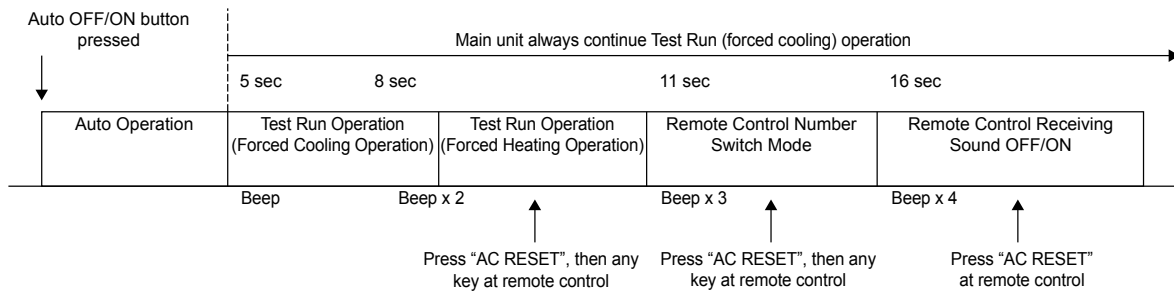 Auto OFF/ON button
pressed
Main unit always continue Test Run (forced cooling) operation
5 sec
8 sec
11 sec
16 sec
Auto Operation
Test Run Operation
(Forced Cooling Operation)
Test Run Operation
(Forced Heating Operation)
Remote Control Number
Switch Mode
Remote Control Receiving
Sound OFF/ON
Beep
Beep x 2
Beep x 3
Beep x 4
Press “AC RESET”, then any
key at remote control
Press “AC RESET”, then any
key at remote control
Press “AC RESET”
at remote control